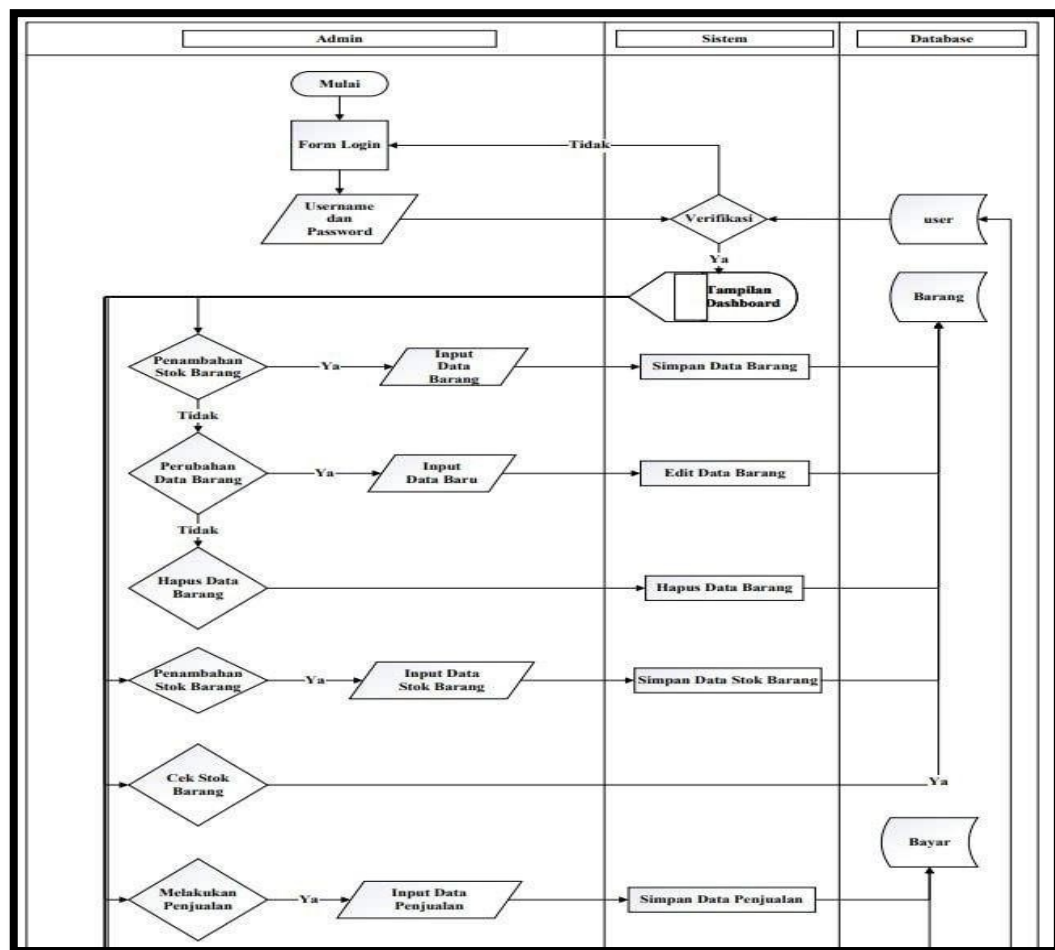 Admin
Sistem
Database
Mulai
Form Login
Tidak
Username
dan
Password
Verifikasi
user
Ya
Tampilan
Dashboard
Barang
Penambahan
Stok Barang
Ya
Input
Data
Barang
Simpan Data Barang
Tidak
Perubahan
Data Barang
Ya
Input
Data Baru
Edit Data Barang
Tidak
Hapus Data
Barang
Hapus Data Barang
Penambahan
Stok Barang
Ya
Input Data
Stok Barang
Simpan Data Stok Barang
Cek Stok
Barang
Ya
Bayar
Melakukan
Penjualan
Ya
Input Data
Penjualan
Simpan Data Penjualan